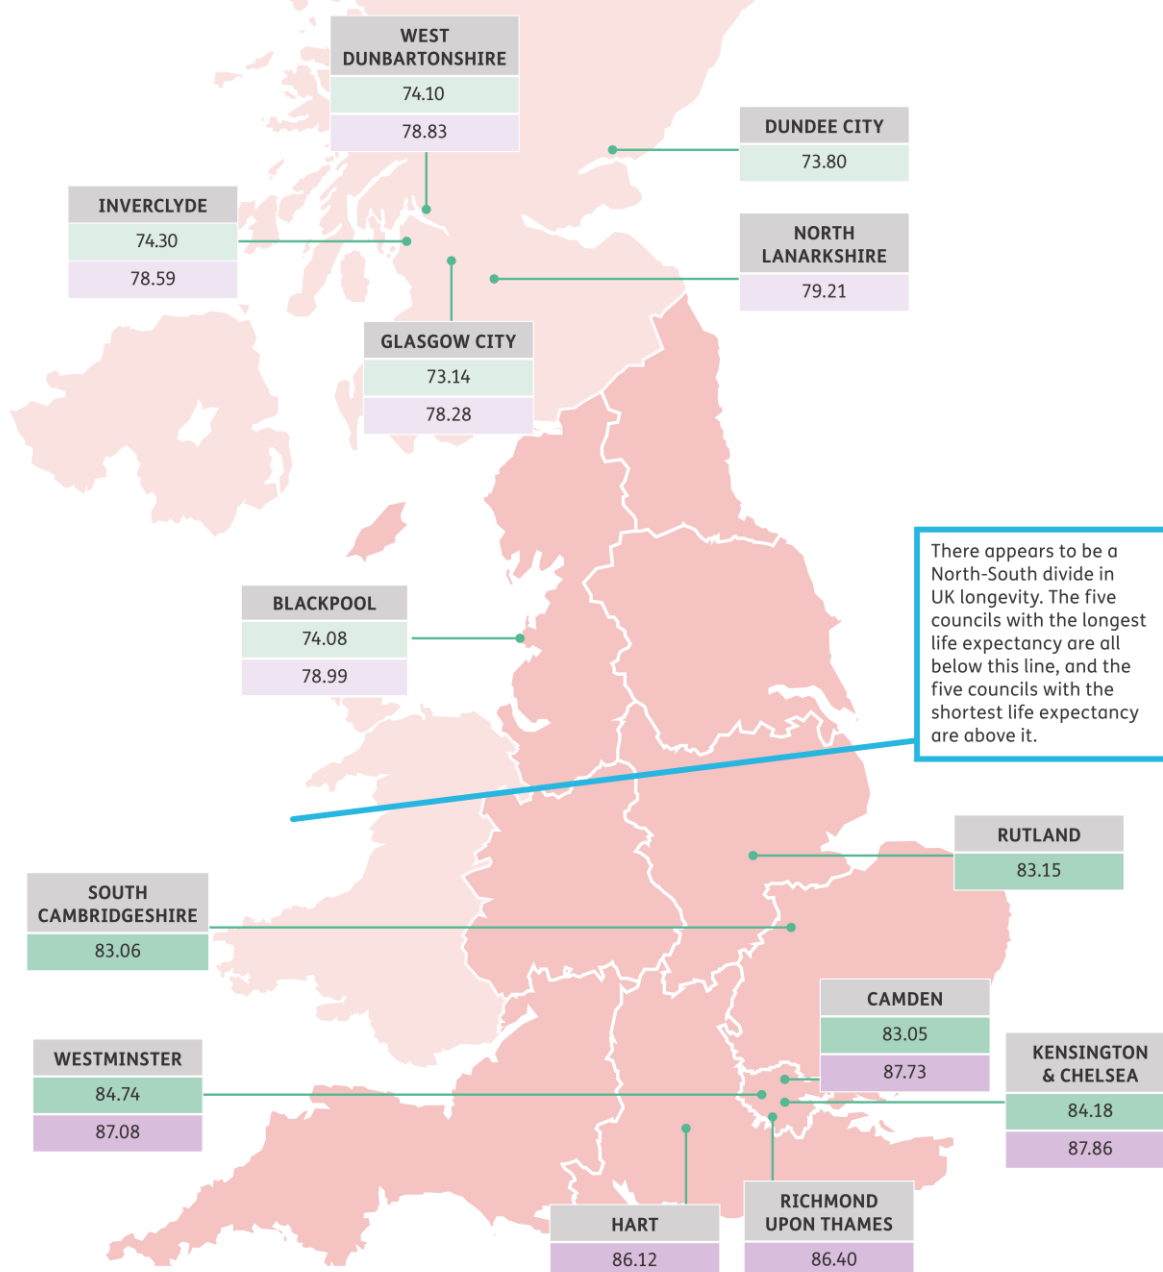 WEST
DUNBARTONSHIRE
74.10
78.83
DUNDEE CITY
73.80
INVERCLYDE
74.30
78.59
NORTH
LANARKSHIRE
79.21
GLASGOW CITY
73.14
78.28
There appears to be a
North-South divide in
UK longevity. The five
councils with the longest
life expectancy are all
below this line, and the
five councils with the
shortest life expectancy
are above it.
BLACKPOOL
74.08
78.99
RUTLAND
83.15
SOUTH
CAMBRIDGESHIRE
83.06
CAMDEN
83.05
87.73
WESTMINSTER
84.74
87.08
KENSINGTON
& CHELSEA
84.18
87.86
HART
86.12
RICHMOND
UPON THAMES
86.40